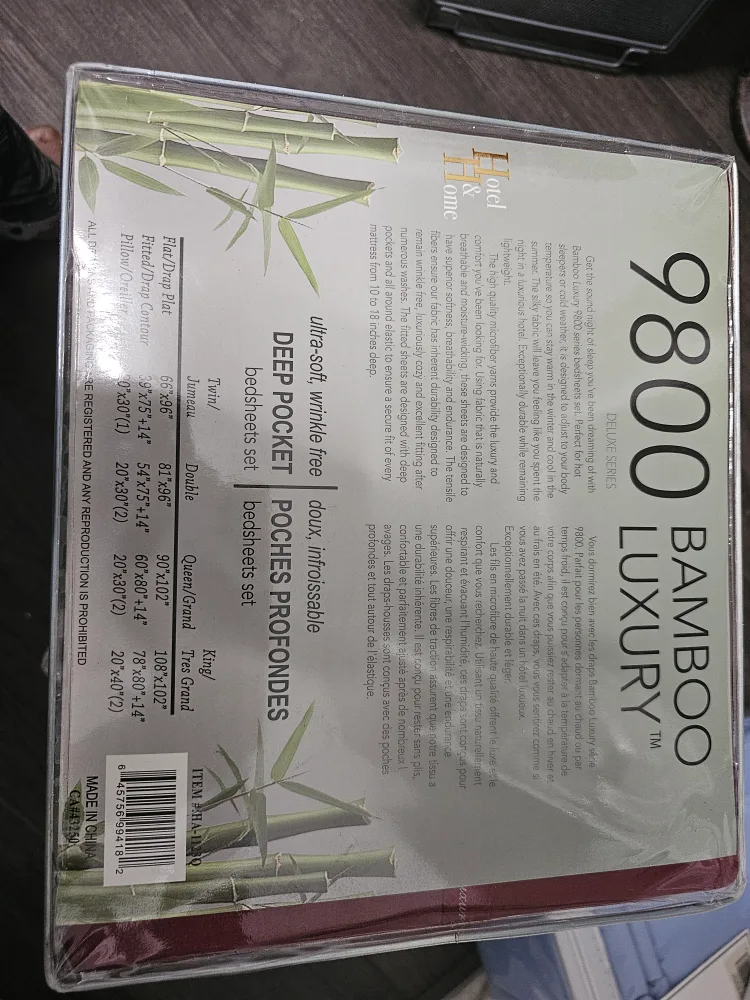 9800 BAMBOO
LUXURY™
DELUXE SERIES
Hotel
&
Home
Get the sound night of sleep you've been dreaming of with
Bamboo Luxury 9800 series bedsheets set. Perfect for hot
sleepers or cold weather, it is designed to adjust to your body
temperature so you can stay warm in the winter and cool in the
summer. The silky fabric will leave you feeling like you spent the
night in a luxurious hotel. Exceptionally durable while remaining
lightweight.
The high quality microfiber yarns provide the luxury and
comfort you've been looking for. Using fabric that is naturally
breathable and moisture-wicking, these sheets are designed to
have superior softness, breathability and endurance. The tensile
fibers ensure our fabric has inherent durability designed to
remain wrinkle free, luxuriously cozy and excellent fitting after
numerous washes. The fitted sheets are designed with deep
pockets and all around elastic to ensure a secure fit of every
mattress from 10 to 18 inches deep.
Vous dormirez bien avec les draps Bamboo Luxury série
9800. Parfait pour les personnes dormant au chaud ou par
temps froid, il est conçu pour s'adapter à la température de
votre corps afin que vous puissiez rester au chaud en hiver et
au frais en été. Avec ces draps, vous vous sentirez comme si
vous avez passé la nuit dans un hôtel luxueux.
Exceptionnellement durable et léger.
Les fils en microfibre de haute qualité offrent le luxe et le
confort que vous recherchez. Utilisant un tissu naturellement
respirant et évacuant l'humidité, ces draps sont conçus pour
offrir une douceur, une respirabilité et une endurance
supérieures. Les fibres de traction assurent que notre tissu a
une durabilité inhérente. Il est conçu pour rester sans plis,
confortable et parfaitement ajusté après de nombreux l
avages. Les draps-housses sont conçus avec des poches
profondes et tout autour de l'élastique.
ultra-soft, wrinkle free
DEEP POCKET
bedsheets set
doux, infroissable
POCHES PROFONDES
bedsheets set
Twin/ Jumeau Double Queen/Grand King/ Tres Grand
Flat/Drap Plat 66"x96" 81"x96" 90"x102" 108"x102"
Fitted/Drap Contour 39"x75"+14" 54"x75"+14" 60"x80"+14" 78"x80"+14"
Pillow/Oreiller 20"x30"(1) 20"x30"(2) 20"x30"(2) 20"x40"(2)
ALL PACKAGING ARE REGISTERED AND ANY REPRODUCTION IS PROHIBITED
ITEM
6 45756 99418 2
MADE IN CHINA